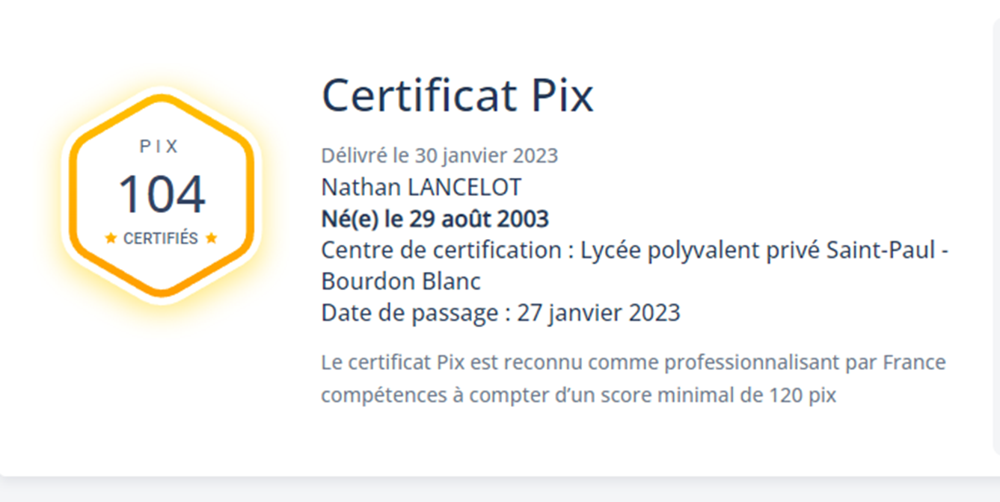 PIX
104
CERTIFIÉS
Certificat Pix
Délivré le 30 janvier 2023
Nathan LANCELOT
Né(e) le 29 août 2003
Centre de certification : Lycée polyvalent privé Saint-Paul -
Bourdon Blanc
Date de passage : 27 janvier 2023
Le certificat Pix est reconnu comme professionnalisant par France
compétences à compter d’un score minimal de 120 pix